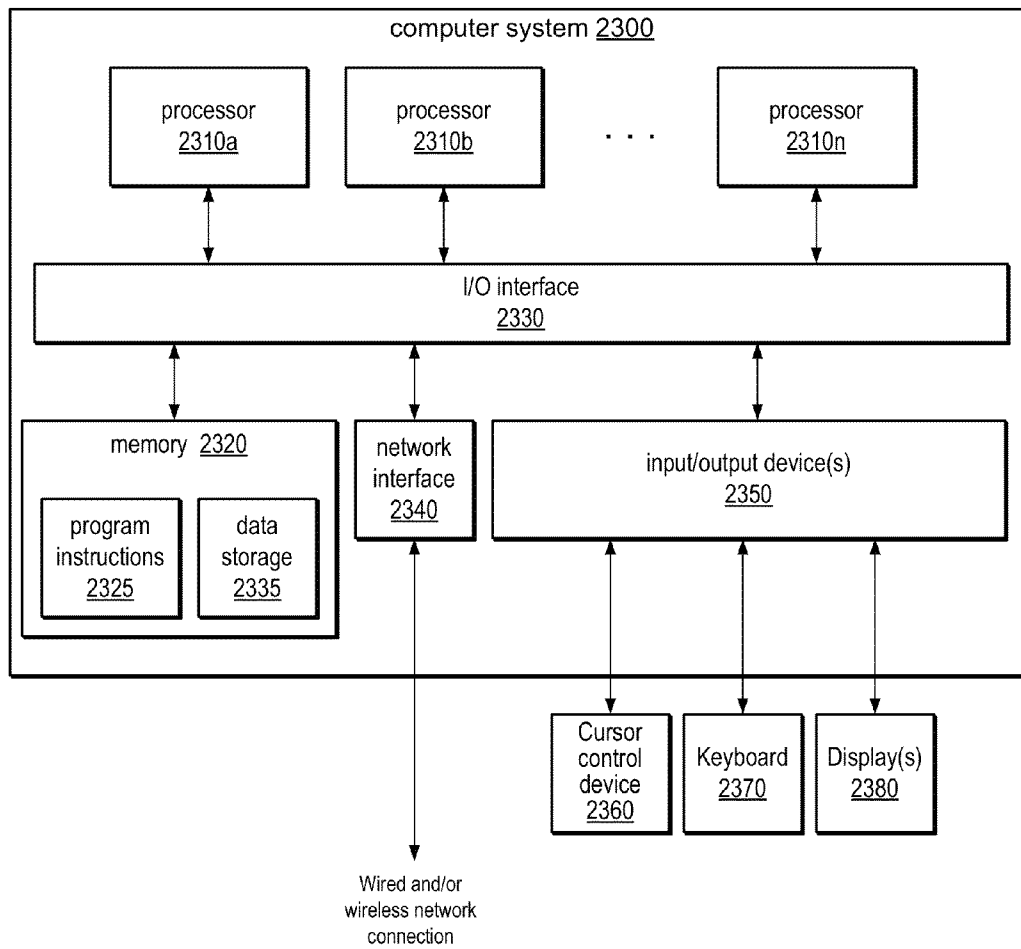 computer system 2300
processor
2310a
processor
2310b
. . .
processor
2310n
I/O interface
2330
memory 2320
program
instructions
2325
data
storage
2335
network
interface
2340
input/output device(s)
2350
Cursor
control
device
2360
Keyboard
2370
Display(s)
2380
Wired and/or
wireless network
connection